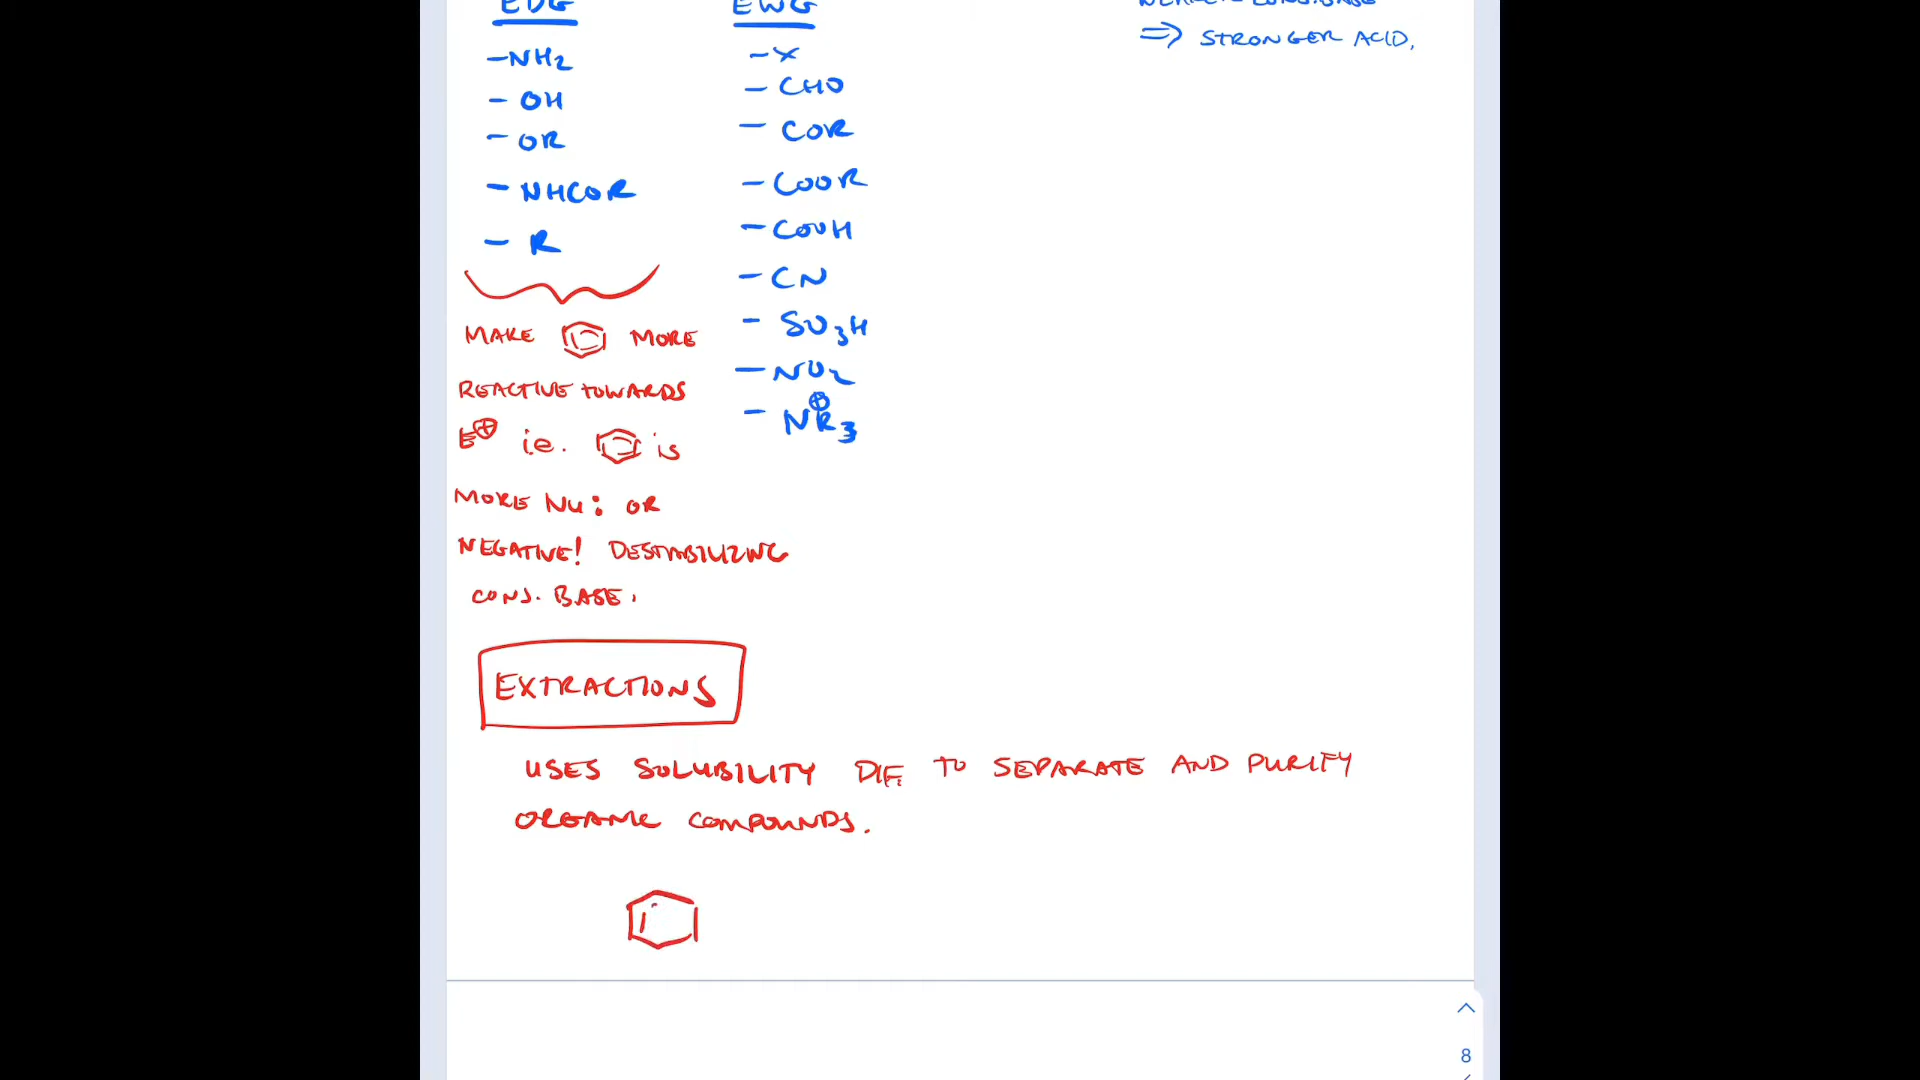 EDG
EWG
⇒ STRONGER ACID.
-NH2
- OH
- OR
- NHCOR
- R
- X
- CHO
- COR
- COOR
- COOH
- CN
- SO3H
- NO2
- NR3 ⊕
MAKE MORE
REACTIVE TOWARDS
E⊕ ie. is
MORE Nu: OR
NEGATIVE! DESTABILIZING
CONJ. BASE.
EXTRACTIONS
USES SOLUBILITY DIF. TO SEPARATE AND PURIFY
ORGANIC COMPOUNDS.
8